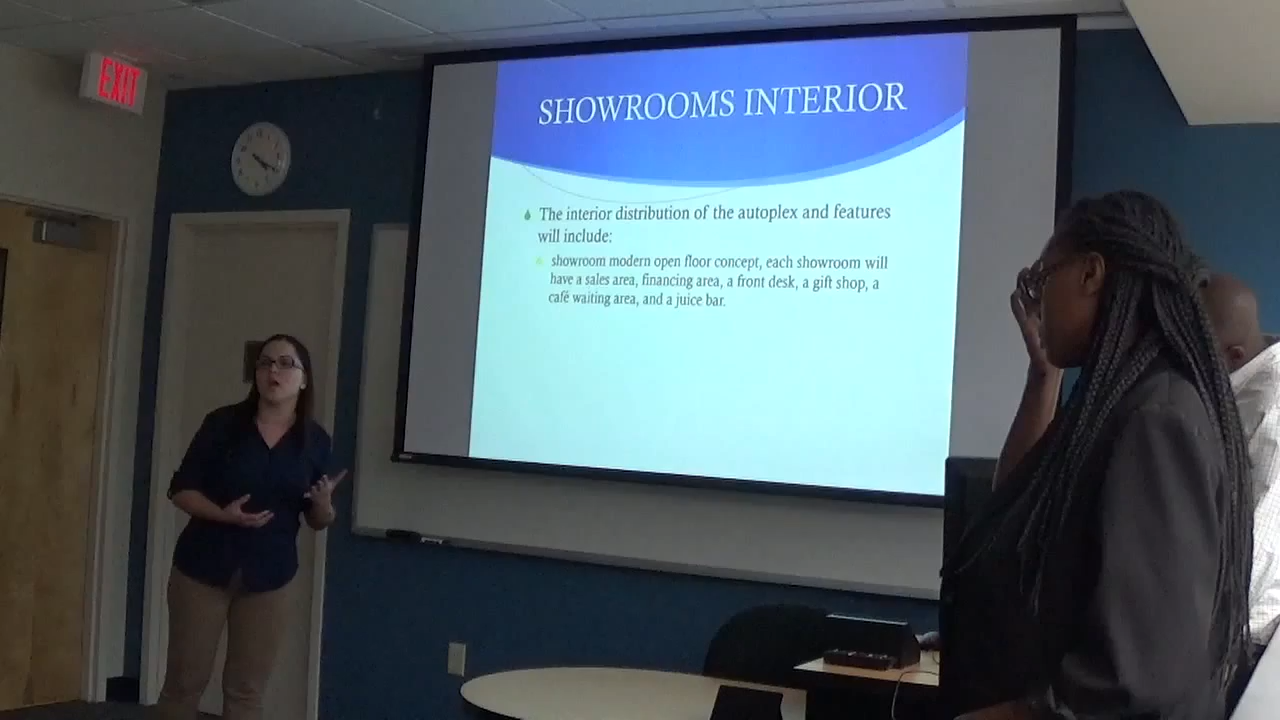 EXIT
SHOWROOMS INTERIOR
The interior distribution of the autoplex and features
will include:
showroom modern open floor concept, each showroom will
have a sales area, financing area, a front desk, a gift shop, a
café waiting area, and a juice bar.